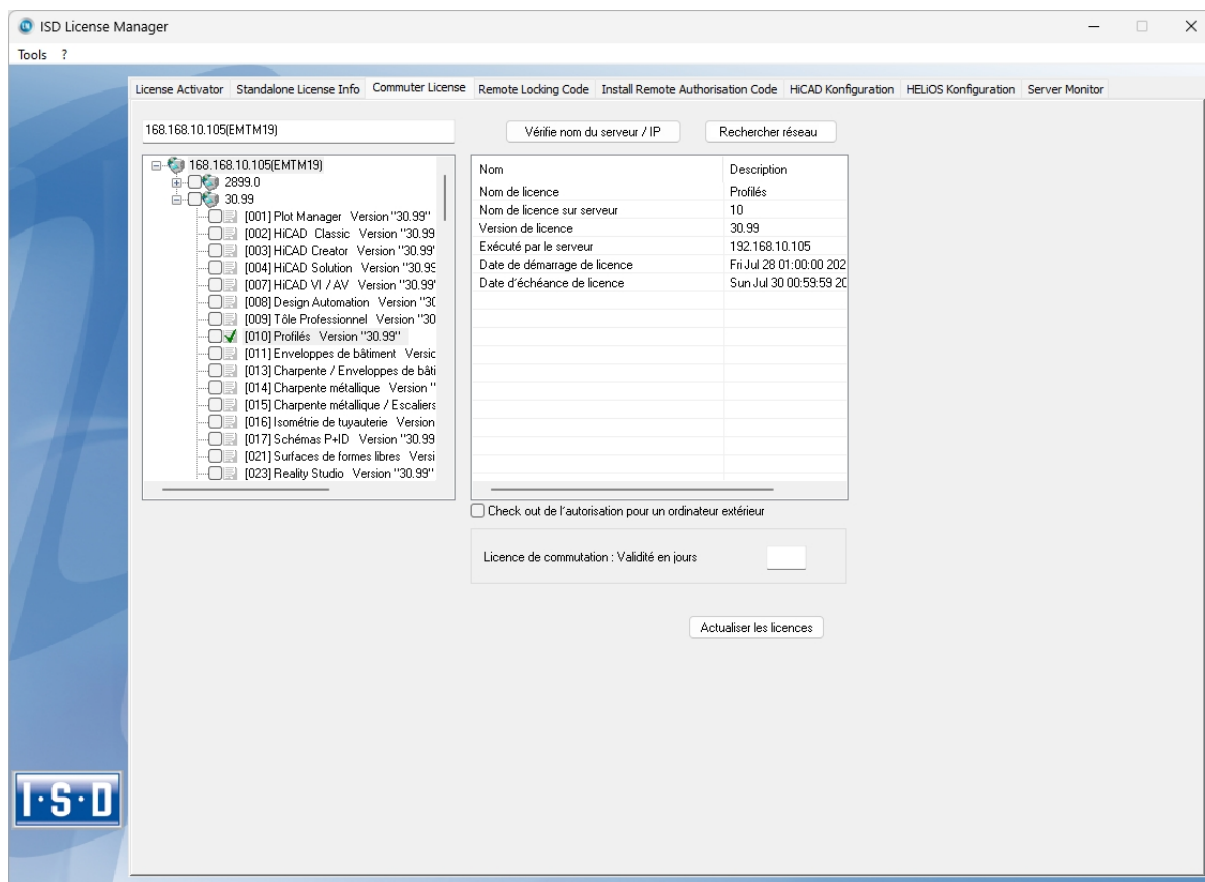 ISD License Manager
Tools ?
License Activator Standalone License Info Commuter License Remote Locking Code Install Remote Authorisation Code HiCAD Konfiguration HELiOS Konfiguration Server Monitor
168.168.10.105(EMTM19)
Vérifie nom du serveur / IP
Rechercher réseau
168.168.10.105(EMTM19)
2899.0
30.99
[001] Plot Manager Version "30.99"
[002] HiCAD Classic Version "30.99
[003] HiCAD Creator Version "30.99"
[004] HiCAD Solution Version "30.99
[007] HiCAD VI / AV Version "30.99"
[008] Design Automation Version "30
[009] Tôle Professionnel Version "30
[010] Profilés Version "30.99"
[011] Enveloppes de bâtiment Versic
[013] Charpente / Enveloppes de bâti
[014] Charpente métallique Version "
[015] Charpente métallique / Escaliers
[016] Isométrie de tuyauterie Version
[017] Schémas P+ID Version "30.99
[021] Surfaces de formes libres Versi
[023] Reality Studio Version "30.99"
Nom Description
Nom de licence Profilés
Nom de licence sur serveur 10
Version de licence 30.99
Exécuté par le serveur 192.168.10.105
Date de démarrage de licence Fri Jul 28 01:00:00 202
Date d'échéance de licence Sun Jul 30 00:59:59 20
Check out de l'autorisation pour un ordinateur extérieur
Licence de commutation : Validité en jours
Actualiser les licences
I·S·D